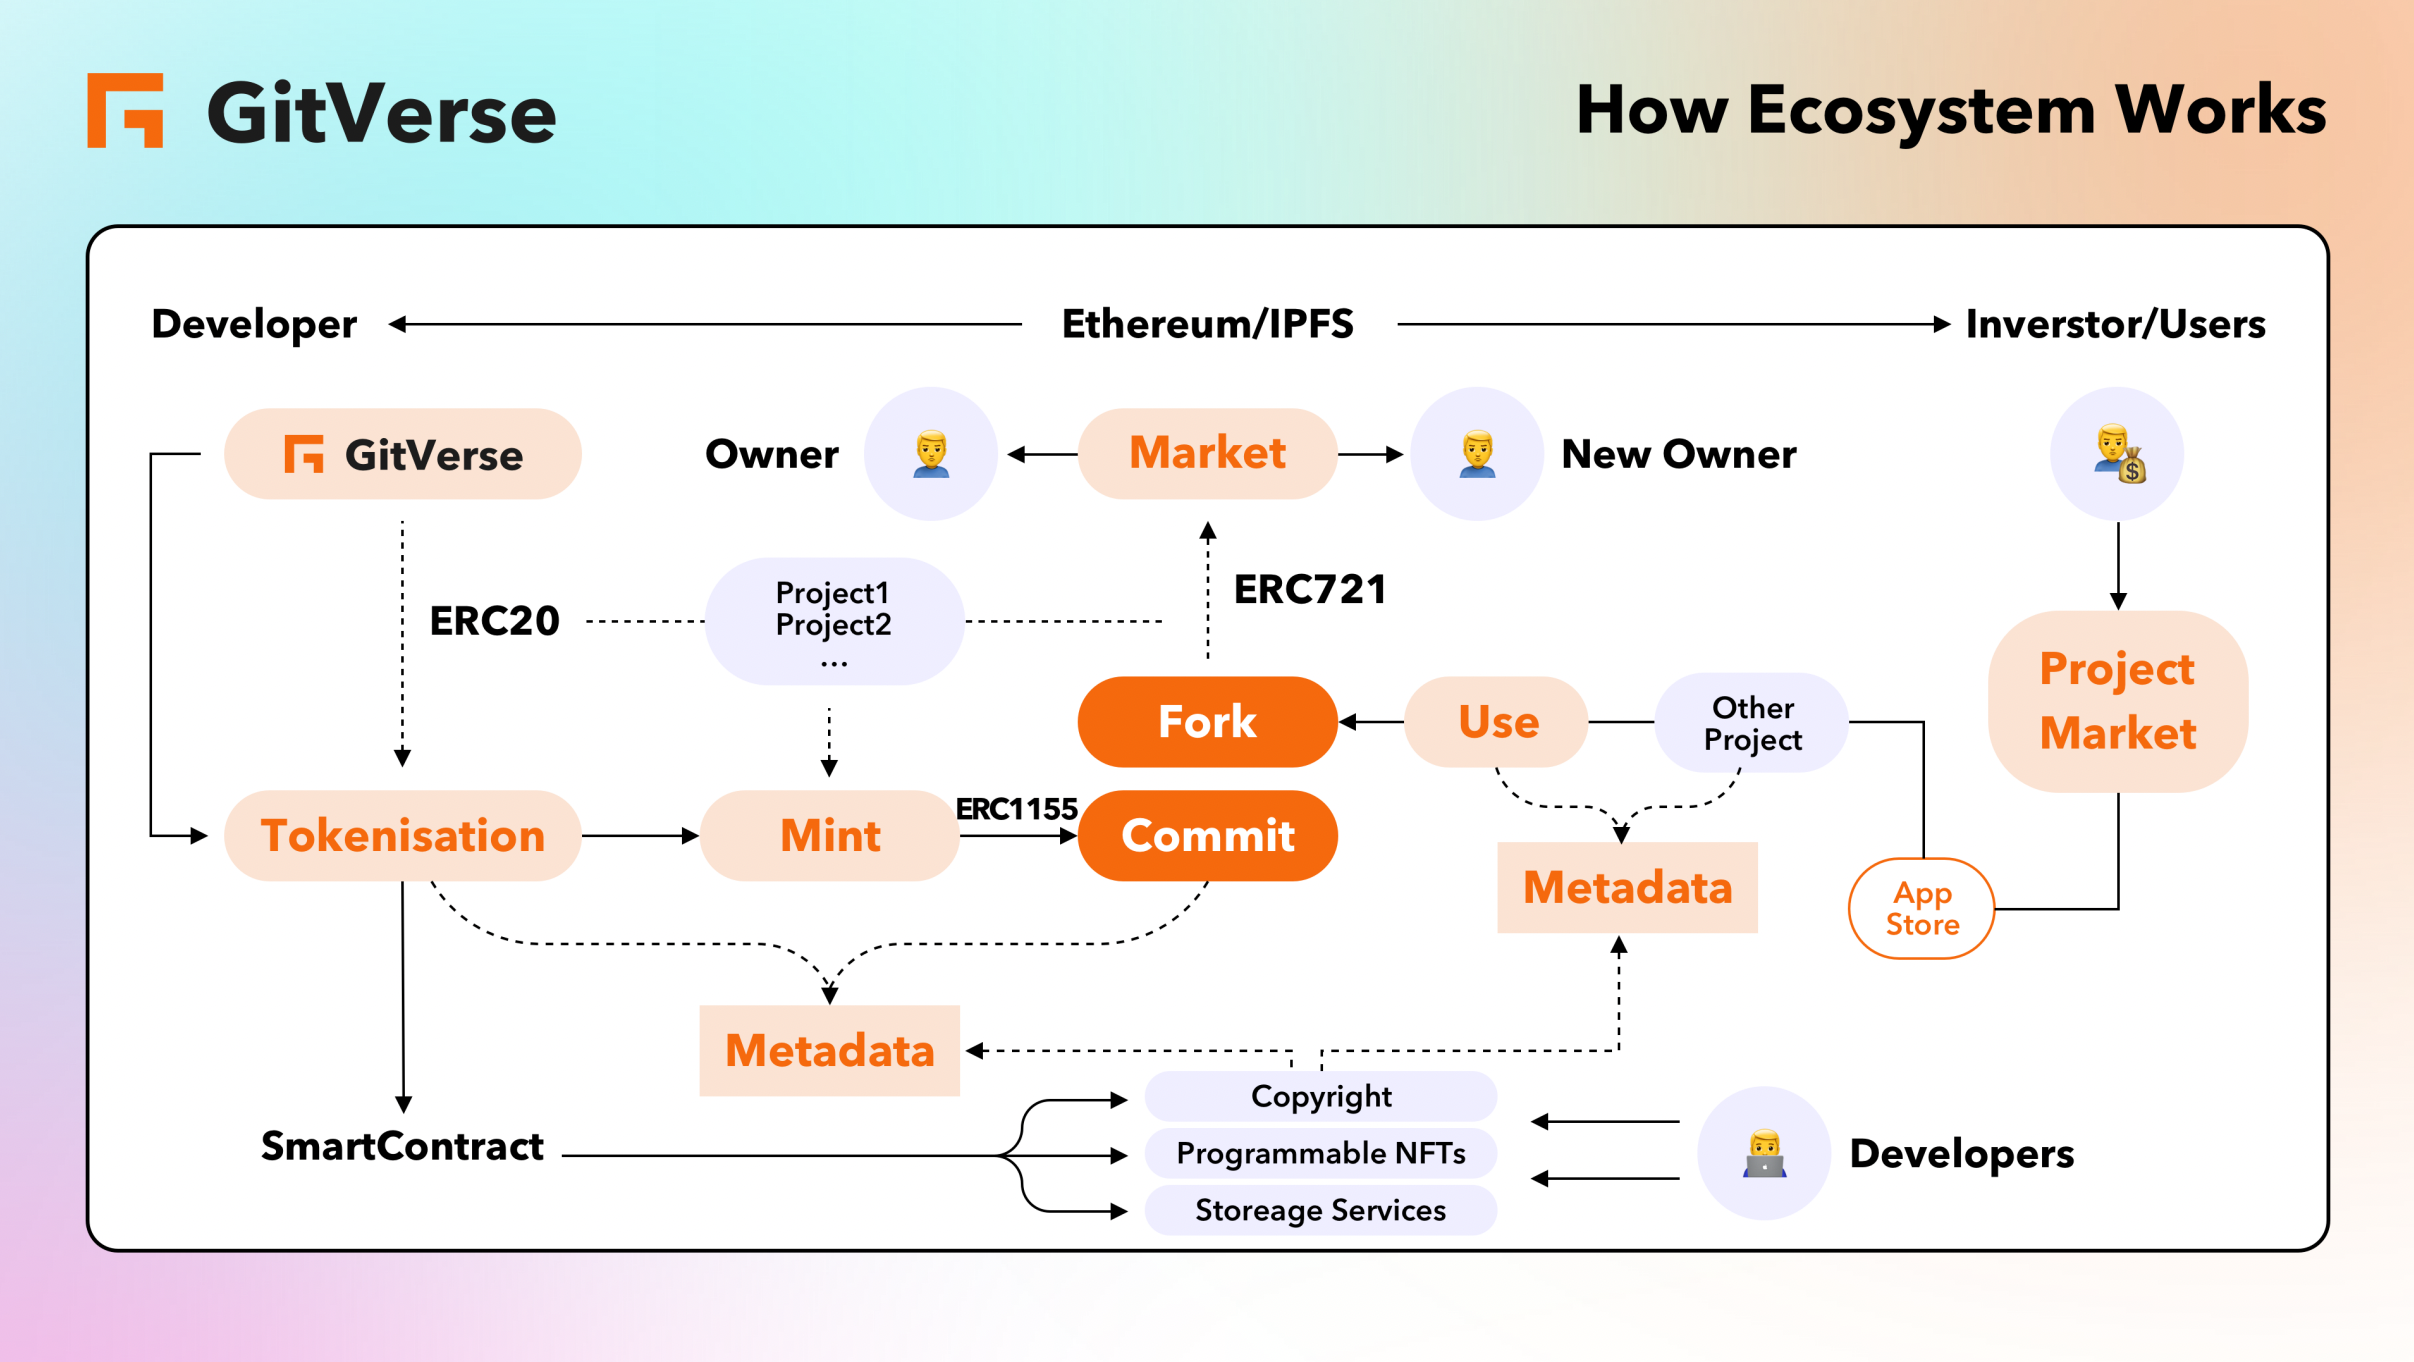 GitVerse
How Ecosystem Works
Developer
Ethereum/IPFS
Inverstor/Users
GitVerse
Owner
Market
New Owner
ERC20
Project1
Project2
...
ERC721
Project
Market
Fork
Use
Other
Project
Tokenisation
Mint
ERC1155
Commit
Metadata
App
Store
Metadata
SmartContract
Copyright
Programmable NFTs
Storeage Services
Developers